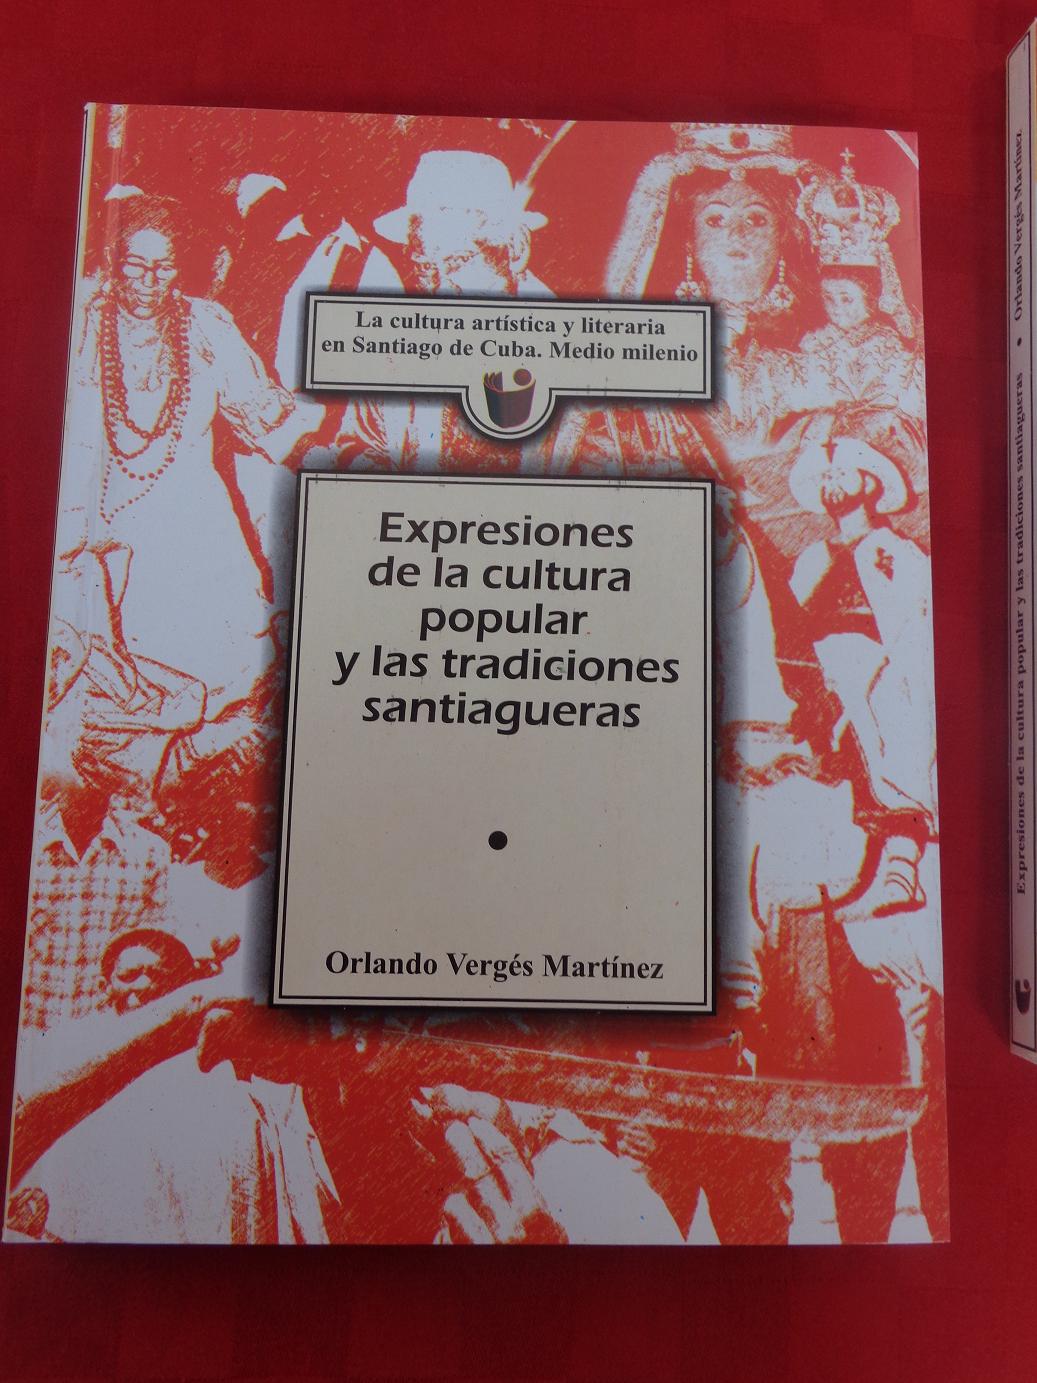 La cultura artística y literaria
en Santiago de Cuba. Medio milenio
Expresiones
de la cultura
popular
y las tradiciones
santiagueras
•
Orlando Vergés Martínez
Expresiones de la cultura popular y las tradiciones santiagueras • Orlando Vergés Martínez